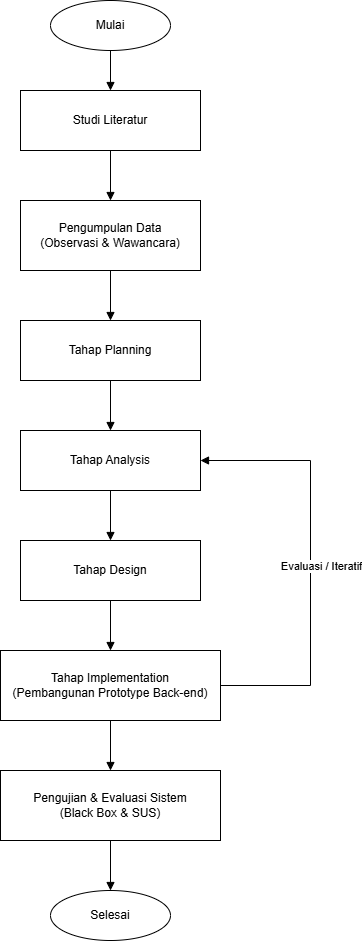 Mulai
Studi Literatur
Pengumpulan Data
(Observasi & Wawancara)
Tahap Planning
Tahap Analysis
Evaluasi / Iteratif
Tahap Design
Tahap Implementation
(Pembangunan Prototype Back-end)
Pengujian & Evaluasi Sistem
(Black Box & SUS)
Selesai